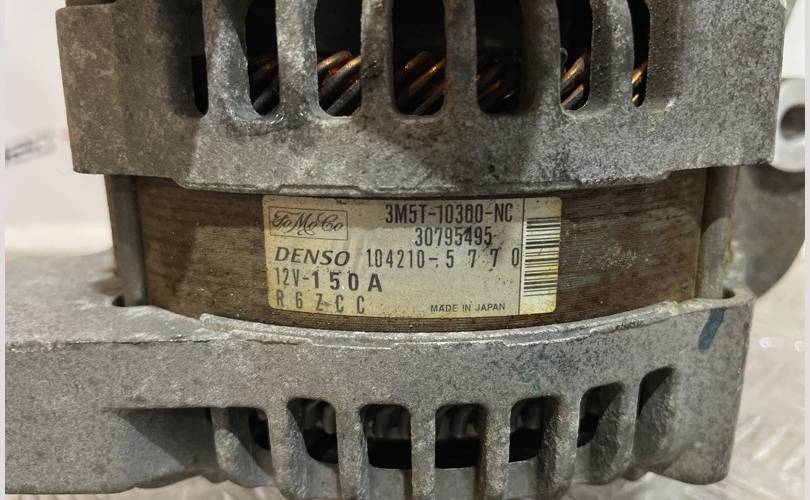 FoMoCo
3M5T-10300-NC
30795495
DENSO 104210-5770
12V-150A
R6ZCC
MADE IN JAPAN